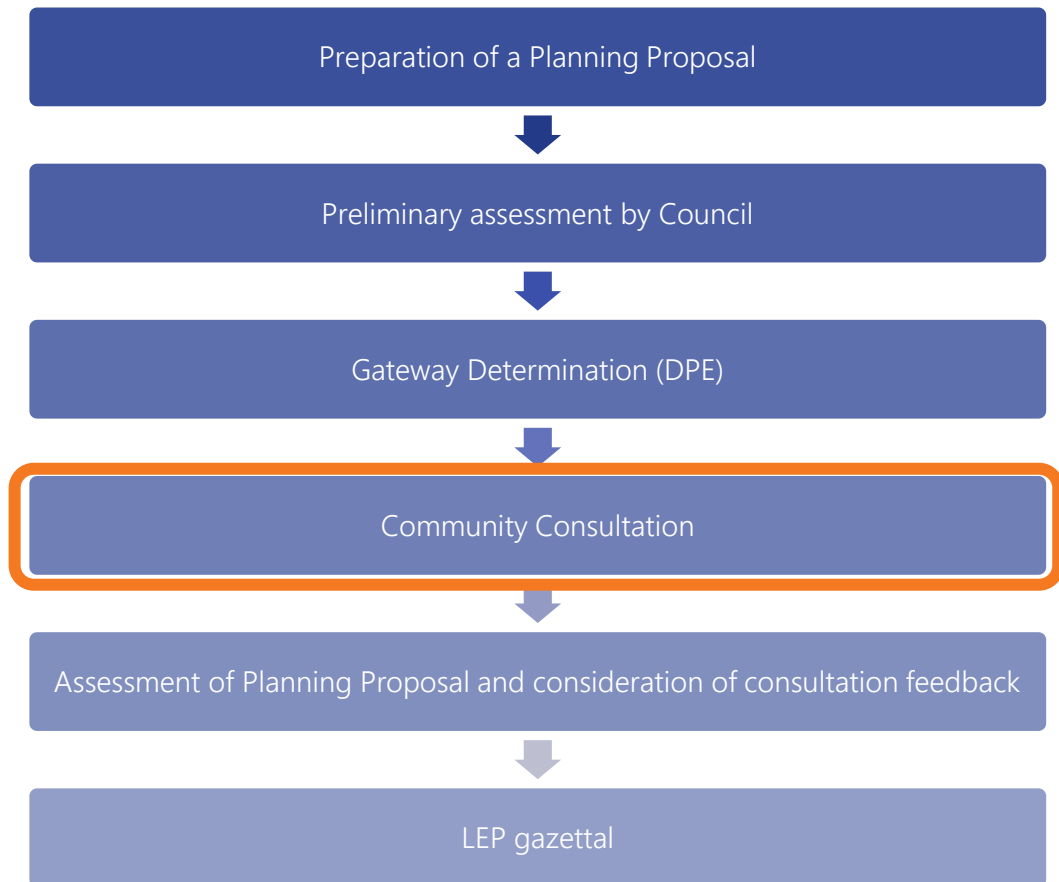 Preparation of a Planning Proposal
Preliminary assessment by Council
Gateway Determination (DPE)
Community Consultation
Assessment of Planning Proposal and consideration of consultation feedback
LEP gazettal